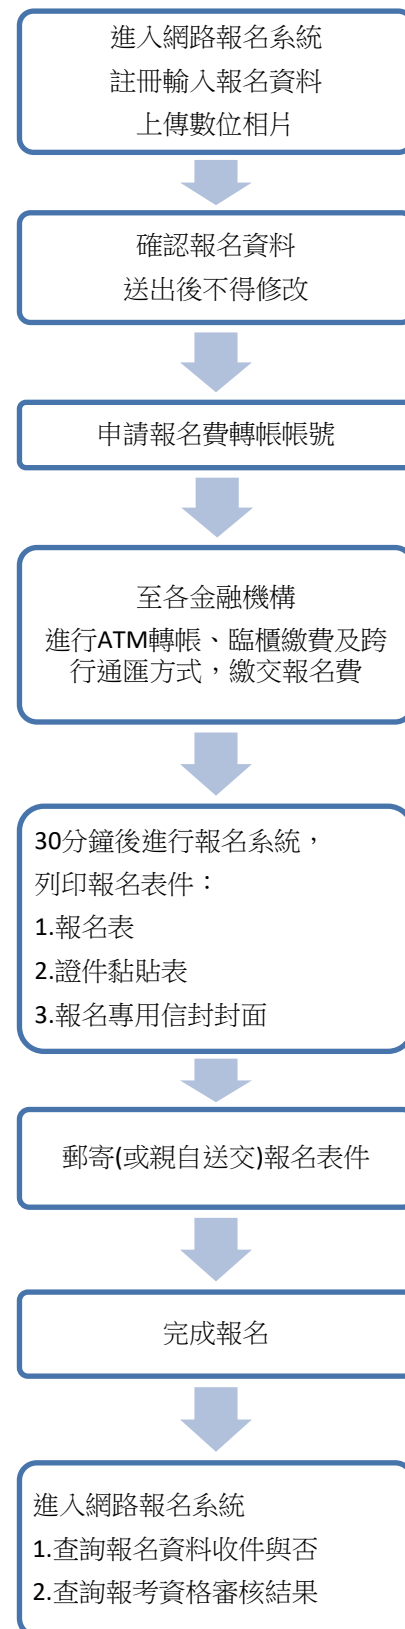 進入網路報名系統
註冊輸入報名資料
上傳數位相片
確認報名資料
送出後不得修改
申請報名費轉帳帳號
至各金融機構
進行ATM轉帳、臨櫃繳費及跨
行通匯方式，繳交報名費
30分鐘後進行報名系統，
列印報名表件：
1.報名表
2.證件黏貼表
3.報名專用信封封面
郵寄(或親自送交)報名表件
完成報名
進入網路報名系統
1.查詢報名資料收件與否
2.查詢報考資格審核結果